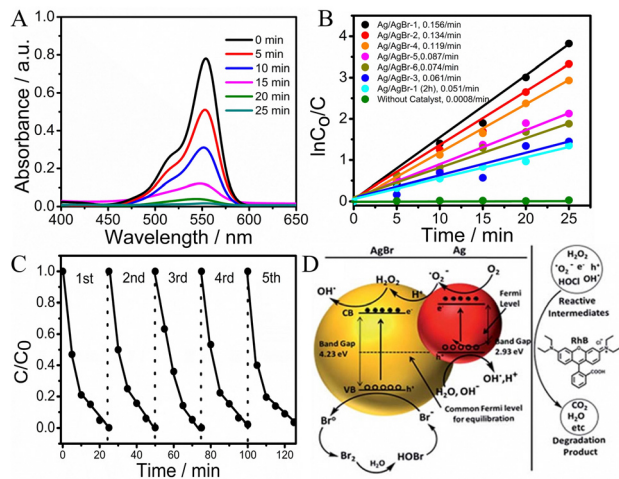 A
Absorbance / a.u.
1.0
0.8
0.6
0.4
0.2
0.0
400
450
500
550
600
650
Wavelength / nm
0 min
5 min
10 min
15 min
20 min
25 min
B
lnC₀/C
4
3
2
1
0
0
5
10
15
20
25
Time / min
Ag/AgBr-1, 0.156/min
Ag/AgBr-2, 0.134/min
Ag/AgBr-4, 0.119/min
Ag/AgBr-5,0.087/min
Ag/AgBr-6,0.074/min
Ag/AgBr-3, 0.061/min
Ag/AgBr-1 (2h), 0.051/min
Without Catalyst, 0.0008/min
C
C/C₀
1.0
0.8
0.6
0.4
0.2
0.0
1st
2nd
3rd
4rd
5th
0
30
60
90
120
Time / min
D
AgBr
Ag
OH•
H₂O₂
•O₂⁻
O₂
H⁺
Fermi
Level
CB
e⁻
e⁻
Band Gap
4.23 eV
Band Gap
2.93 eV
h⁺
VB
h⁺
H₂O, OH⁻
OH•,H⁺
Common Fermi level
for equilibration
Br⁰
Br⁻
Br₂
H₂O
HOBr
H₂O₂
•O₂⁻ e⁻ h⁺
HOCl OH•
Reactive
Intermediates
RhB
Cl⁻
COOH
CO₂
H₂O
etc
Degradation
Product